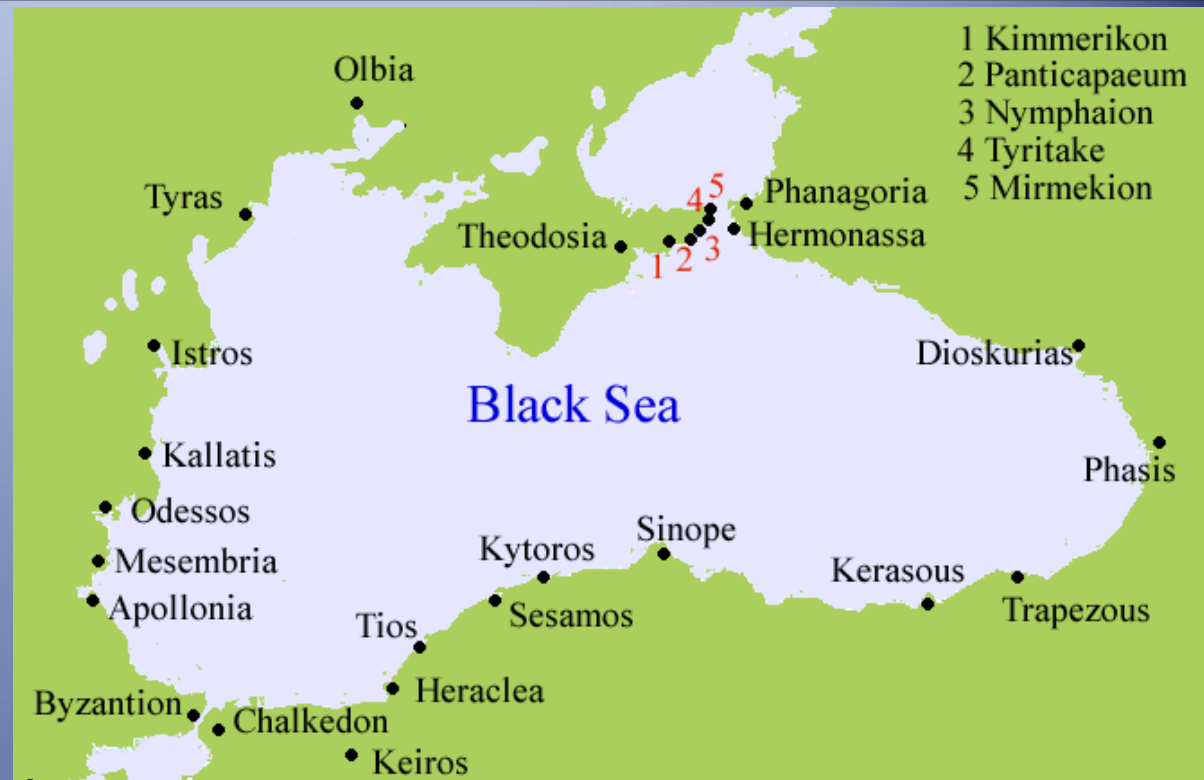 1 Kimmerikon
2 Panticapaeum
3 Nymphaion
4 Tyritake
5 Mirmekion
Olbia
Tyras
4 5
Phanagoria
Theodosia
Hermonassa
1 2 3
Istros
Dioskurias
Black Sea
Kallatis
Phasis
Odessos
Sinope
Kytoros
Mesembria
Kerasous
Apollonia
Sesamos
Trapezous
Tios
Heraclea
Byzantion
Chalkedon
Keiros